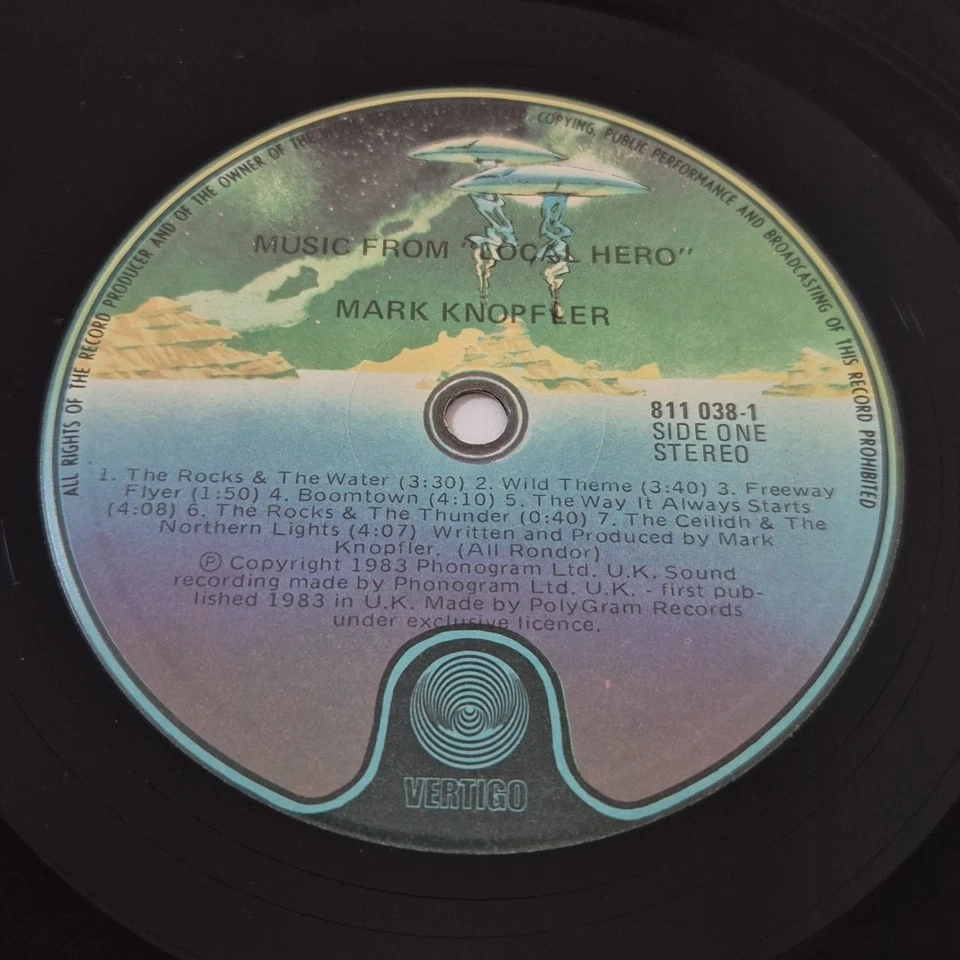 ALL RIGHTS OF THE RECORD PRODUCER AND OF THE OWNER OF THE
D. COPYING, PUBLIC PERFORMANCE AND BROADCASTING OF THIS RECORD PROHIBITED
MUSIC FROM "LOCAL HERO"
MARK KNOPFLER
811 038-1
SIDE ONE
STEREO
1. The Rocks & The Water (3:30) 2. Wild Theme (3:40) 3. Freeway
Flyer (1:50) 4. Boomtown (4:10) 5. The Way It Always Starts
(4:08) 6. The Rocks & The Thunder (0:40) 7. The Ceilidh & The
Northern Lights (4:07) Written and Produced by Mark
Knopfler. (All Rondor)
Ⓟ Copyright 1983 Phonogram Ltd. U.K. Sound
recording made by Phonogram Ltd. U.K. - first pub-
lished 1983 in U.K. Made by PolyGram Records
under exclusive licence.
VERTIGO